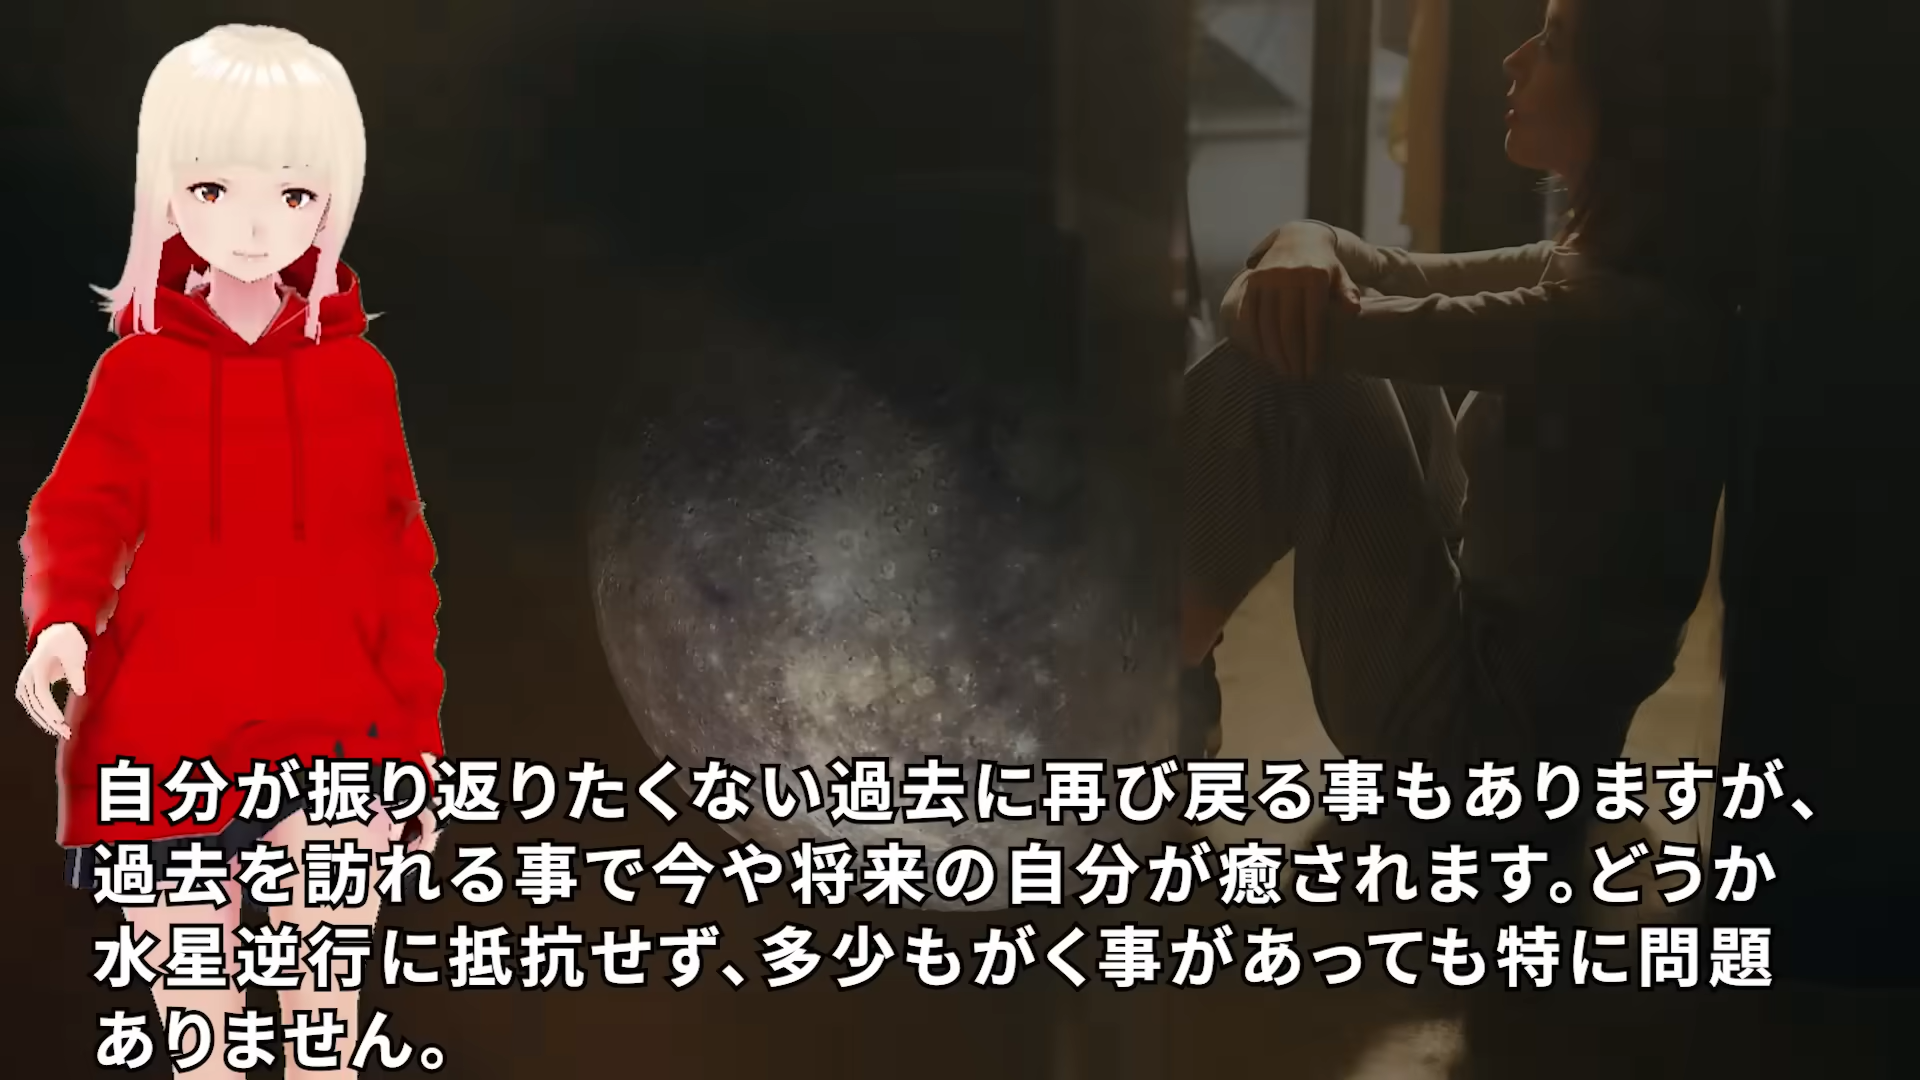 自分が振り返りたくない過去に再び戻る事もありますが、
過去を訪れる事で今や将来の自分が癒されます。どうか
水星逆行に抵抗せず、多少もがく事があっても特に問題
ありません。